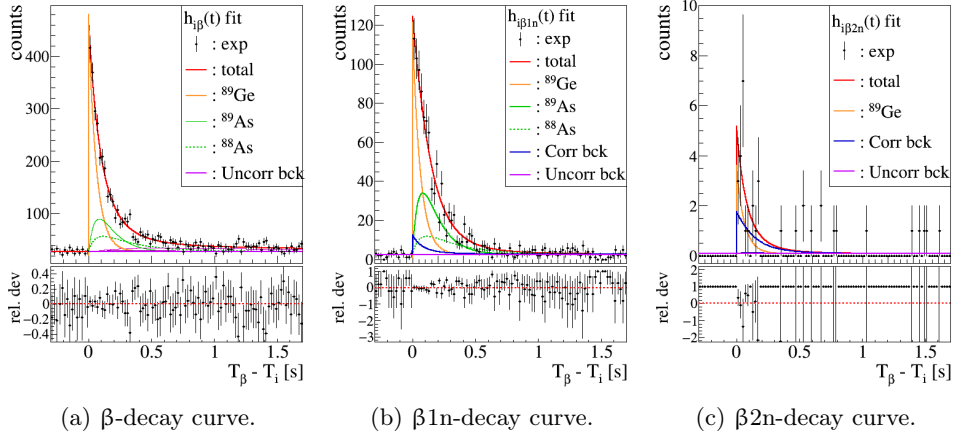 h_iβ(t) fit
: exp
: total
: ⁸⁹Ge
: ⁸⁹As
: ⁸⁸As
: Uncorr bck
counts
400
300
200
100
rel. dev
0.4
0.2
0
−0.2
−0.4
0 0.5 1 1.5
T_β - T_i [s]
(a) β-decay curve.
h_iβ1n(t) fit
: exp
: total
: ⁸⁹Ge
: ⁸⁹As
: ⁸⁸As
: Corr bck
: Uncorr bck
counts
120
100
80
60
40
20
0
rel. dev
1
0
−1
−2
−3
0 0.5 1 1.5
T_β - T_i [s]
(b) β1n-decay curve.
h_iβ2n(t) fit
: exp
: total
: ⁸⁹Ge
: Corr bck
: Uncorr bck
counts
10
8
6
4
2
0
rel. dev
2
1
0
−1
−2
0 0.5 1 1.5
T_β - T_i [s]
(c) β2n-decay curve.